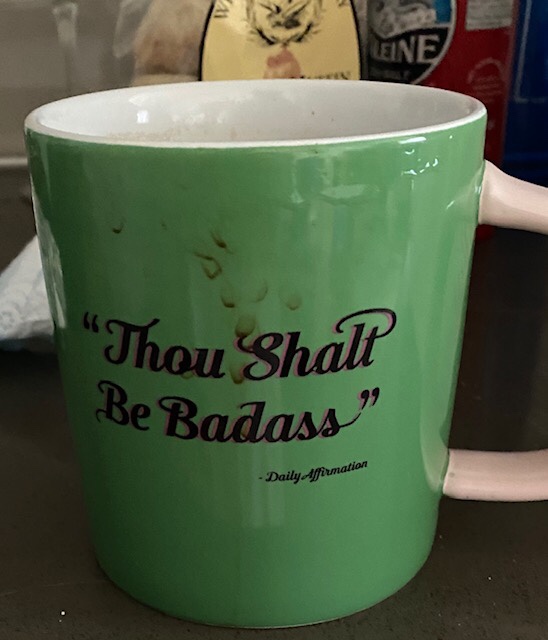 “Thou Shalt
Be Badass”
-Daily Affirmation